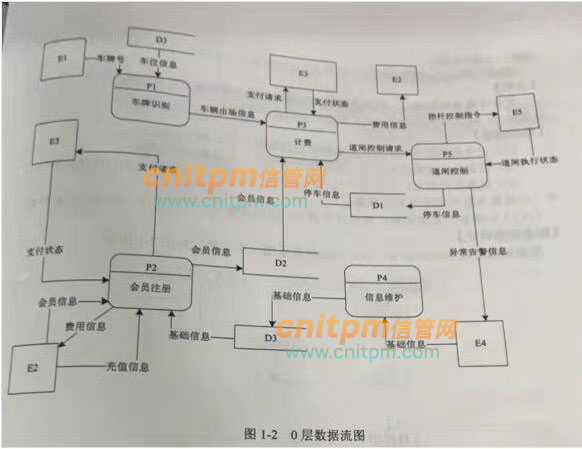 D3
E1
车牌号
车位信息
P1
车牌识别
E3
E2
支付请求
支付状态
车辆出场信息
P3
计费
费用信息
抬杆控制指令
E5
道闸控制请求
P5
道闸控制
道闸执行状态
E3
支付请求
停车信息
D1
停车信息
会员信息
cnitpm信管网
www.cnitpm.com
支付状态
会员信息
D2
异常告警信息
P2
会员注册
P4
信息维护
会员信息
基础信息
费用信息
基础信息
D3
基础信息
E4
E2
充值信息
cnitpm信管网
www.cnitpm.com
图 1-2 0 层数据流图